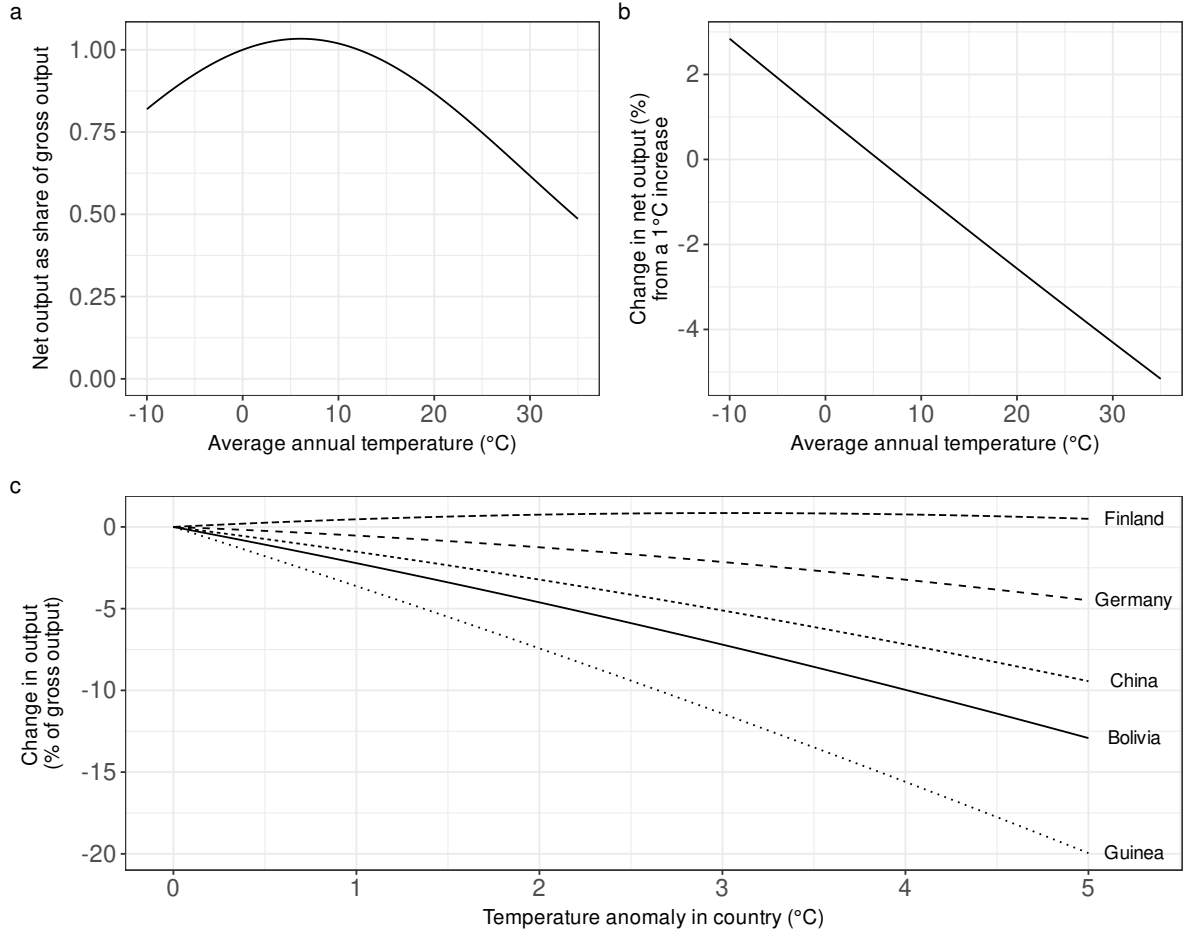 a
Net output as share of gross output
1.00
0.75
0.50
0.25
0.00
-10 0 10 20 30
Average annual temperature (°C)
b
Change in net output (%)
from a 1°C increase
2
0
-2
-4
-10 0 10 20 30
Average annual temperature (°C)
c
Change in output
(% of gross output)
0
-5
-10
-15
-20
Finland
Germany
China
Bolivia
Guinea
0 1 2 3 4 5
Temperature anomaly in country (°C)